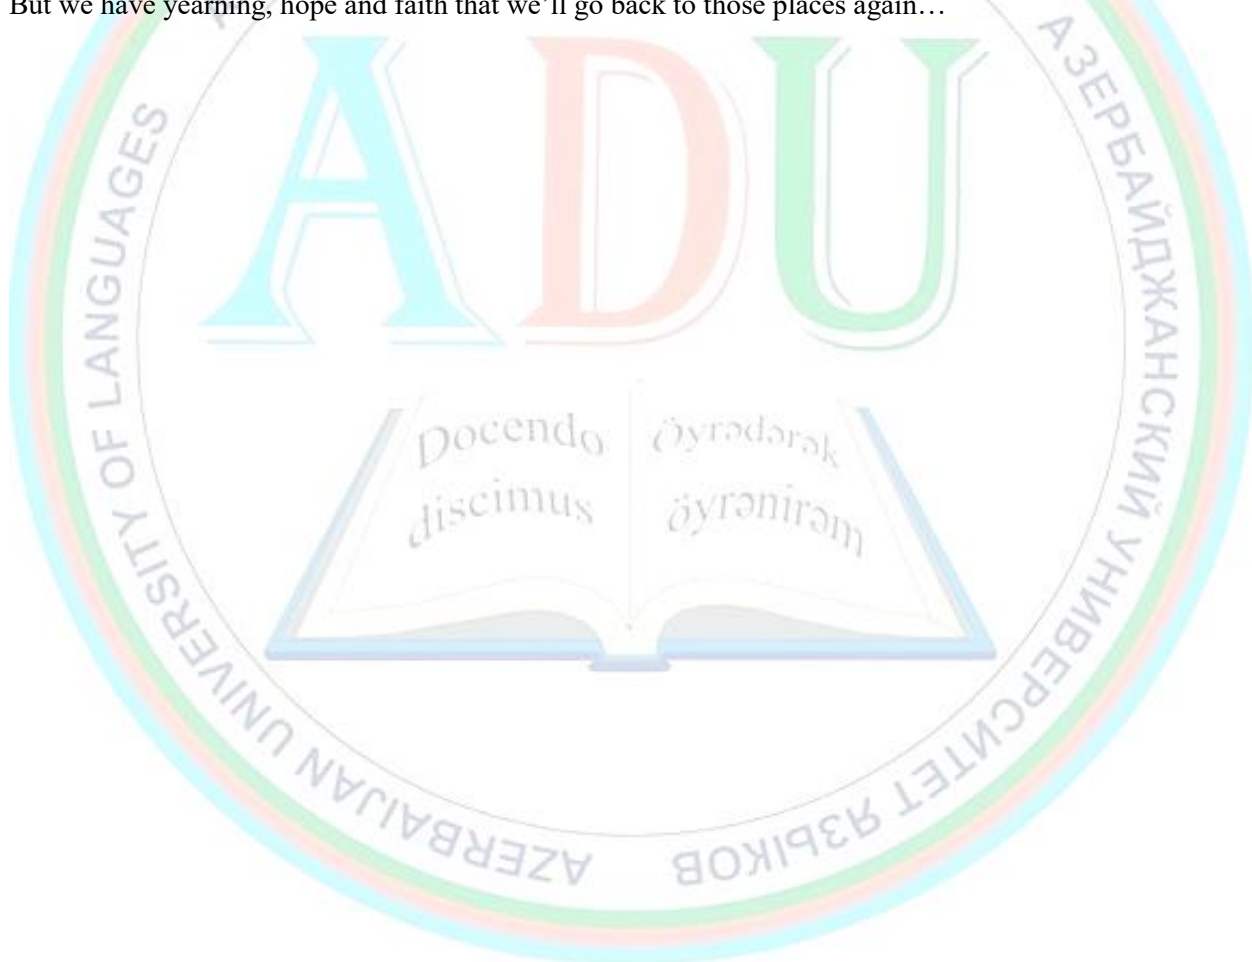 But we have yearning, hope and faith that we’ll go back to those places again…
ADU
Docendo
discimus
Öyrədərək
öyrənirəm
AZERBAIJAN UNIVERSITY OF LANGUAGES
АЗЕРБАЙДЖАНСКИЙ УНИВЕРСИТЕТ ЯЗЫКОВ